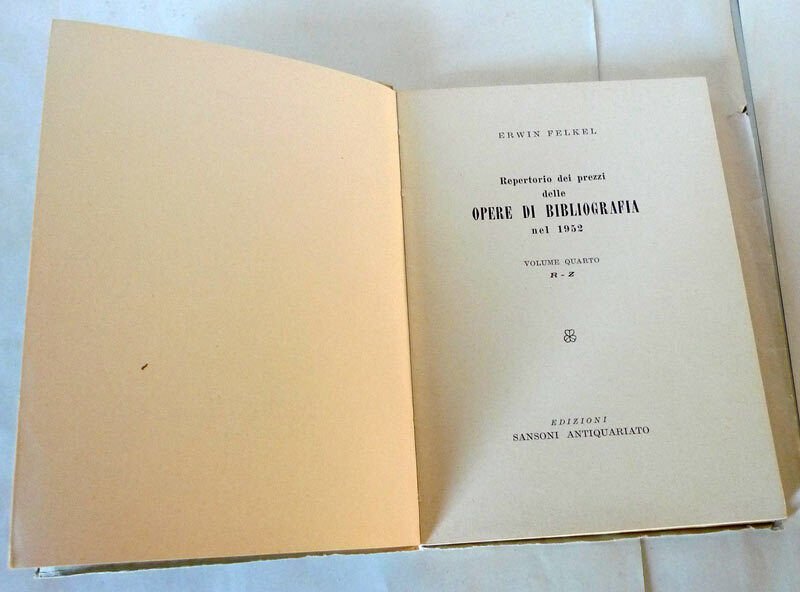 ERWIN FELKEL
Repertorio dei prezzi
delle
OPERE DI BIBLIOGRAFIA
nel 1952
VOLUME QUARTO
R - Z
EDIZIONI
SANSONI ANTIQUARIATO